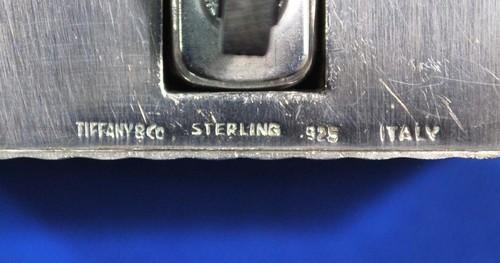 TIFFANY&Co STERLING 925 ITALY